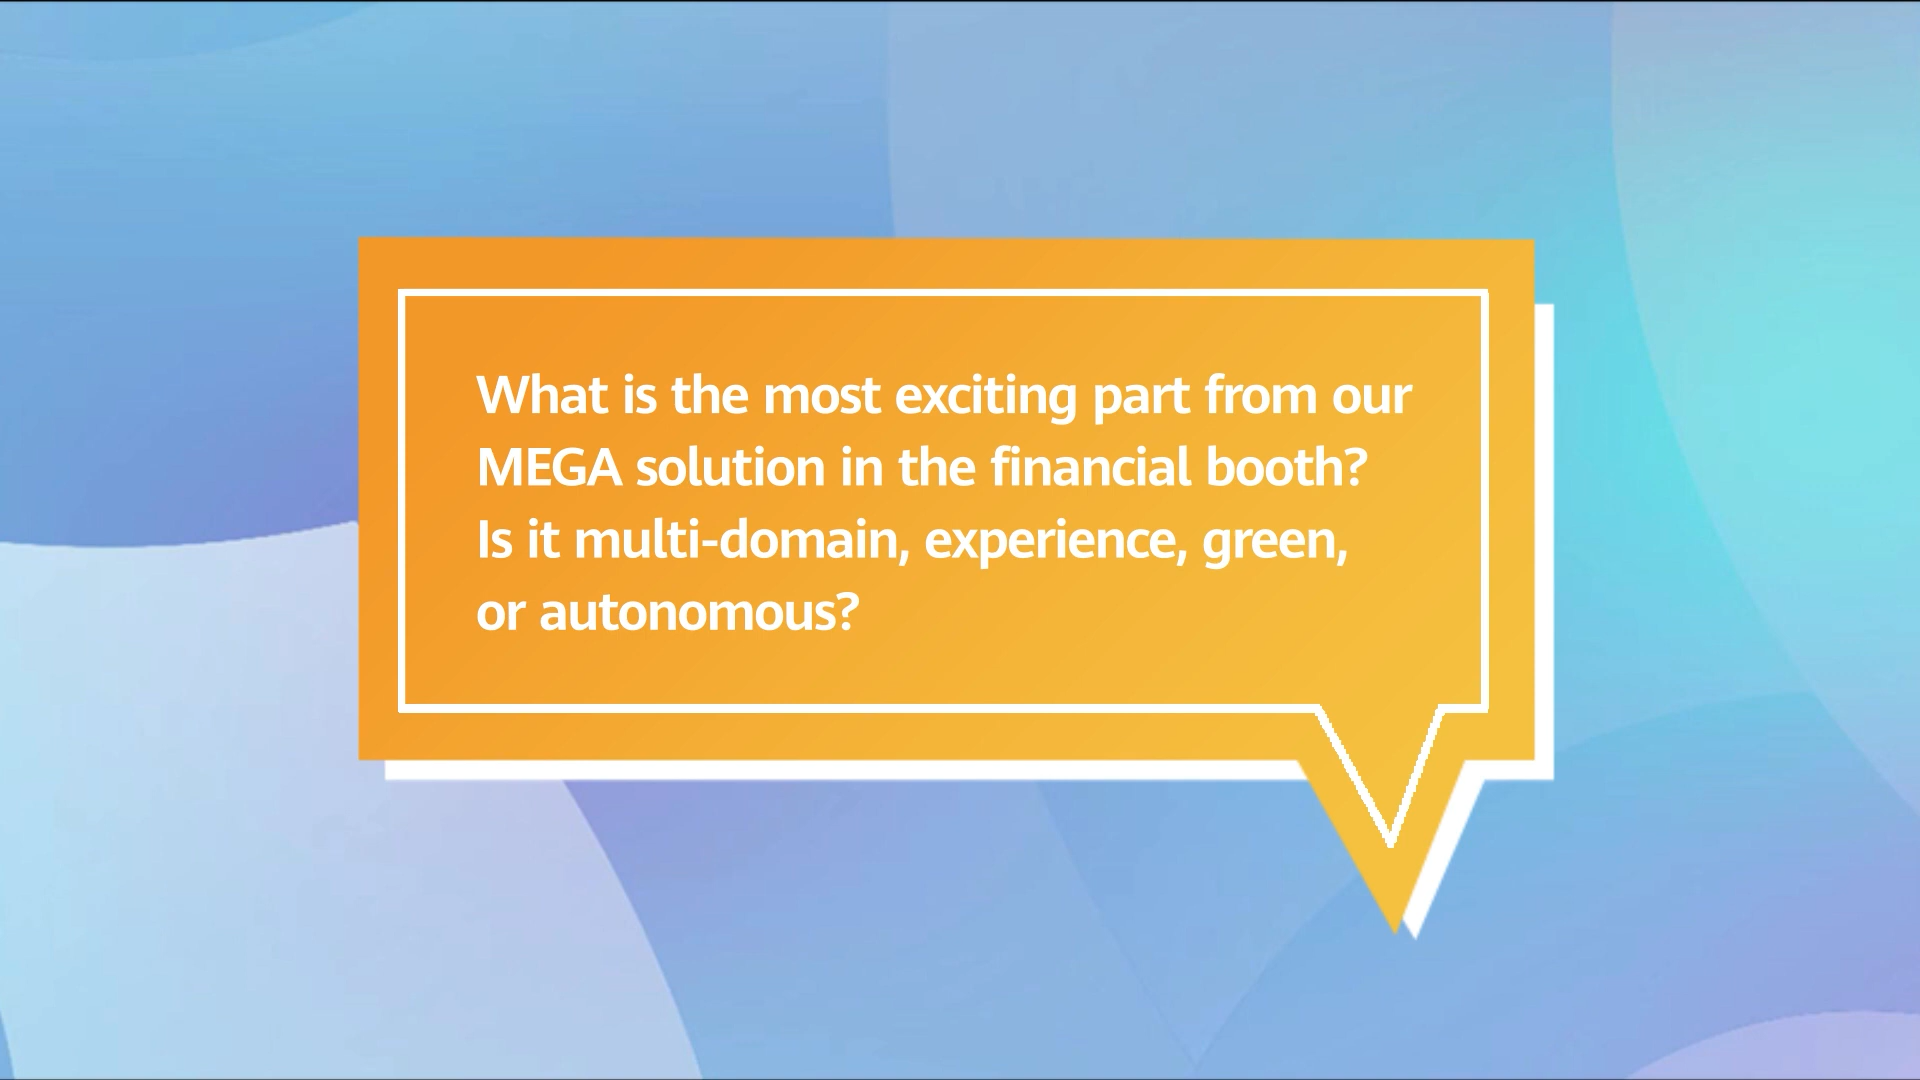 What is the most exciting part from our
MEGA solution in the financial booth?
Is it multi-domain, experience, green,
or autonomous?